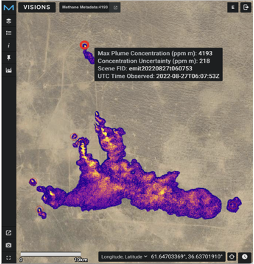 VISIONS
Methane Metadata #193
E
Max Plume Concentration (ppm m): 4193
Concentration Uncertainty (ppm m): 218
Scene FID: emit20220827t060753
UTC Time Observed: 2022-08-27T06:07:53Z
Longitude, Latitude
61.64703369°, 36.63701910°